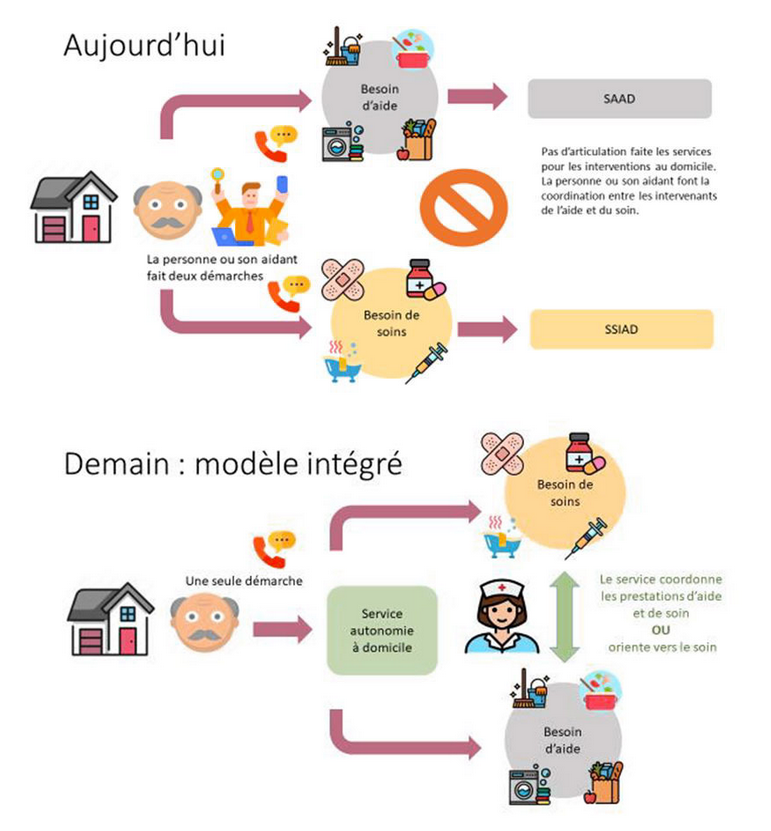 Aujourd'hui
Besoin
d'aide
SAAD
Pas d'articulation faite les services
pour les interventions au domicile.
La personne ou son aidant font la
coordination entre les intervenants
de l'aide et du soin.
La personne ou son aidant
fait deux démarches
Besoin de
soins
SSIAD
Demain : modèle intégré
Besoin de
soins
Une seule démarche
Service
autonomie
à domicile
Le service coordonne
les prestations d'aide
et de soin
OU
oriente vers le soin
Besoin
d'aide